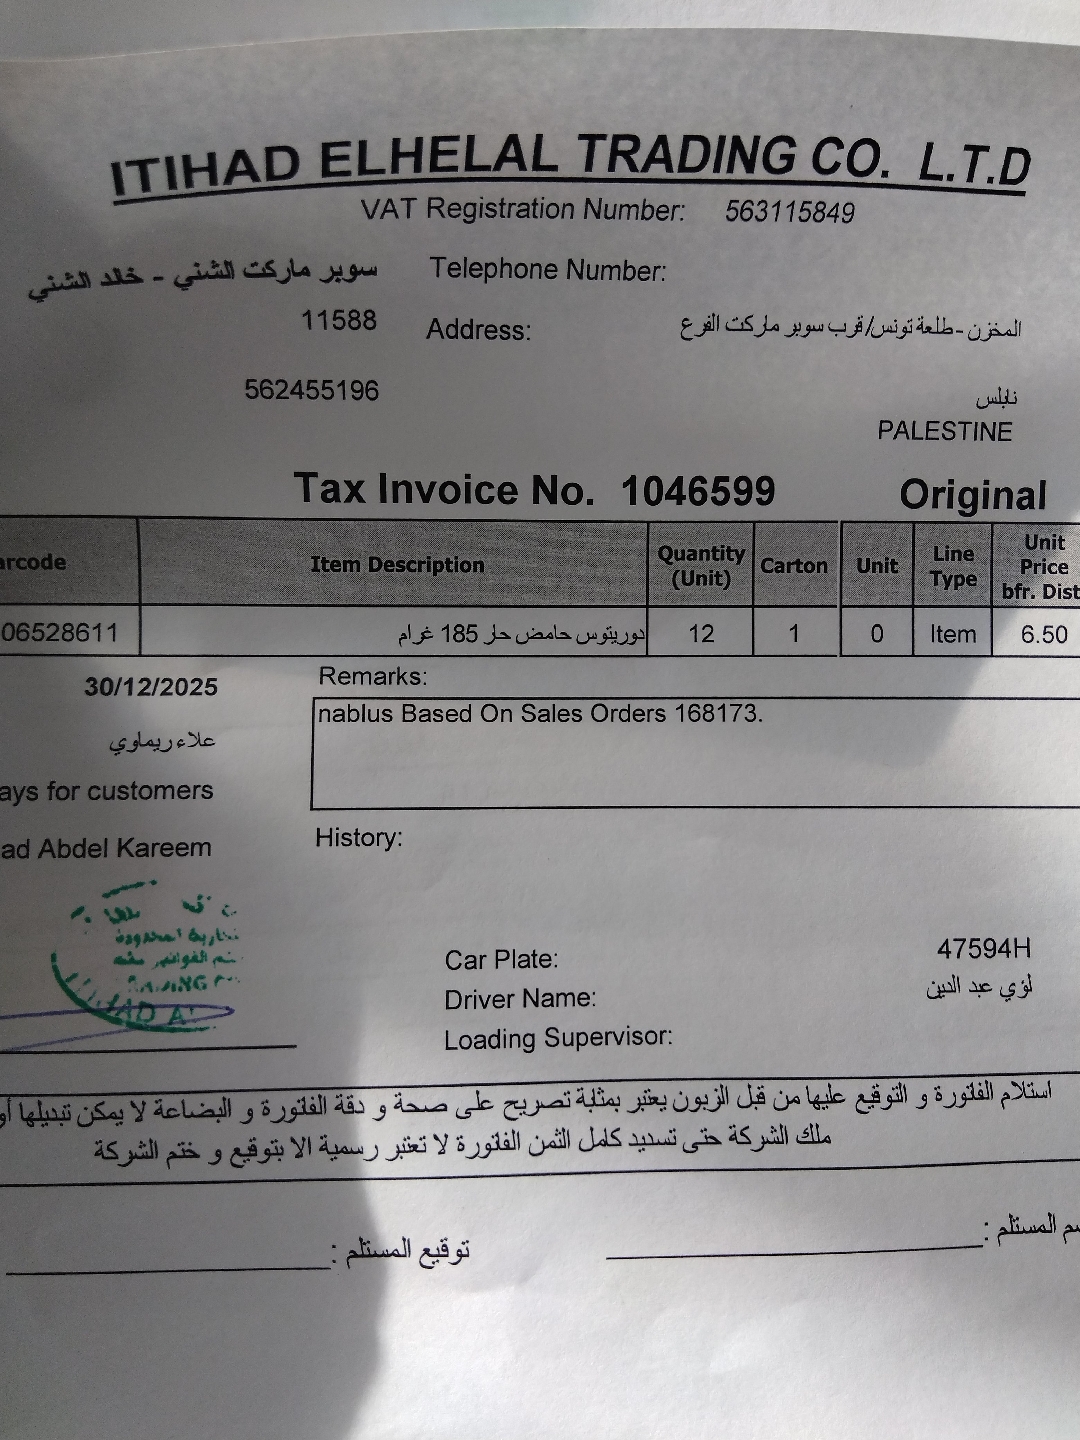 ITIHAD ELHELAL TRADING CO. L.T.D
VAT Registration Number: 563115849
سوبر ماركت الشني - خالد الشني
Telephone Number:
11588
Address: المخزن-طلعة تونس/قرب سوبر ماركت الفرع
562455196
نابلس
PALESTINE
Tax Invoice No. 1046599 Original
arcode Item Description Quantity (Unit) Carton Unit Line Type Unit Price bfr. Dist
06528611 دوريتوس حامض حار 185 غرام 12 1 0 Item 6.50
30/12/2025
Remarks:
nablus Based On Sales Orders 168173.
علاء ريماوي
ays for customers
ad Abdel Kareem
History:
Car Plate: 47594H
Driver Name: لؤي عبد الدين
Loading Supervisor:
استلام الفاتورة و التوقيع عليها من قبل الزبون يعتبر بمثابة تصريح على صحة و دقة الفاتورة و البضاعة لا يمكن تبديلها أو
ملك الشركة حتى تسديد كامل الثمن الفاتورة لا تعتبر رسمية الا بتوقيع و ختم الشركة
سم المستلم :
توقيع المستلم :